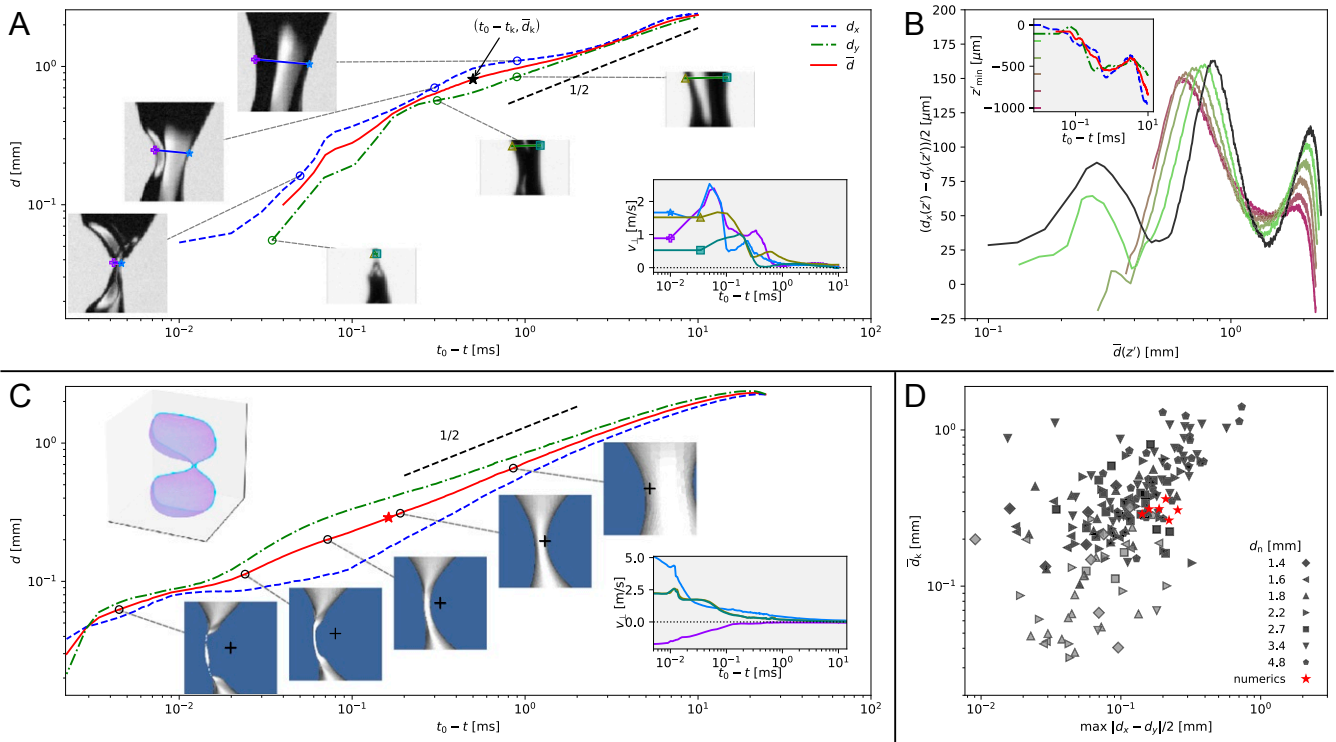 A
(t₀ − tₖ, d̅ₖ)
dₓ
d_y
d̅
1/2
10⁰
10⁻¹
d [mm]
10⁻²
10⁻¹
10⁰
10¹
10²
t₀ − t [ms]
2
1
0
v⊥ [m/s]
10⁻²
10⁻¹
10⁰
10¹
t₀ − t [ms]
B
200
175
150
125
100
75
50
25
0
−25
(dₓ(z′) − d_y(z′))/2 [μm]
0
−500
−1000
z′min [μm]
10⁻¹
10¹
t₀ − t [ms]
10⁻¹
10⁰
d̅(z′) [mm]
C
1/2
10⁰
10⁻¹
d [mm]
10⁻²
10⁻¹
10⁰
10¹
10²
t₀ − t [ms]
5.0
2.5
0.0
v⊥ [m/s]
10⁻²
10⁻¹
10⁰
10¹
t₀ − t [ms]
D
10⁰
10⁻¹
d̅ₖ [mm]
dₙ [mm]
1.4
1.6
1.8
2.2
2.7
3.4
4.8
numerics
10⁻²
10⁻¹
10⁰
max |dₓ − d_y|/2 [mm]